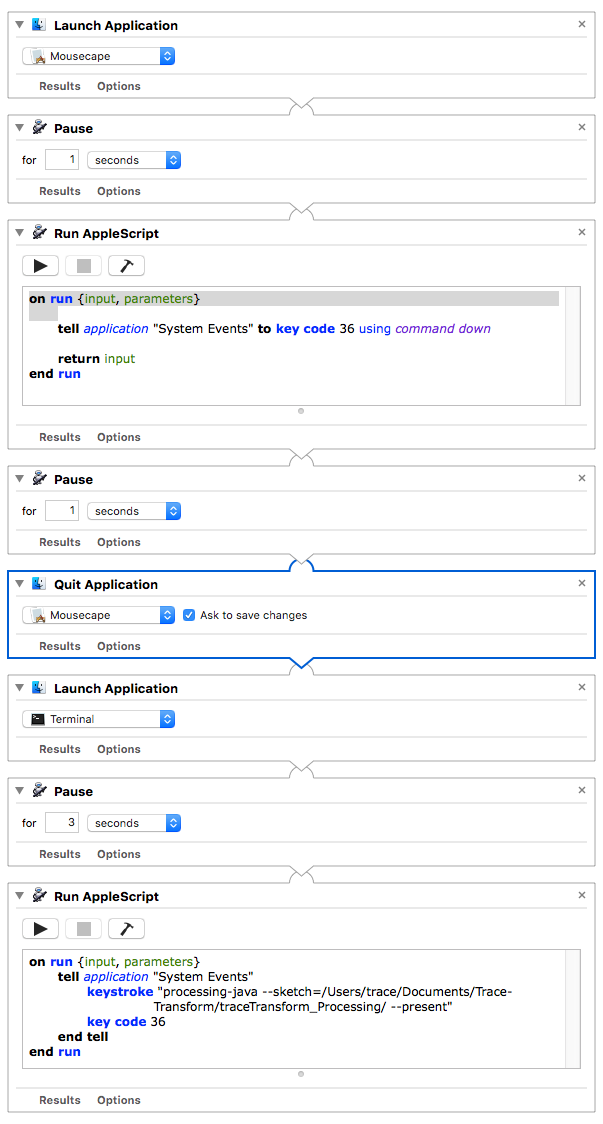 Launch Application
Mousecape
Results Options
Pause
for 1 seconds
Results Options
Run AppleScript
on run {input, parameters}
tell application "System Events" to key code 36 using command down
return input
end run
Results Options
Pause
for 1 seconds
Results Options
Quit Application
Mousecape Ask to save changes
Results Options
Launch Application
Terminal
Results Options
Pause
for 3 seconds
Results Options
Run AppleScript
on run {input, parameters}
tell application "System Events"
keystroke "processing-java --sketch=/Users/trace/Documents/Trace-
Transform/traceTransform_Processing/ --present"
key code 36
end tell
end run
Results Options